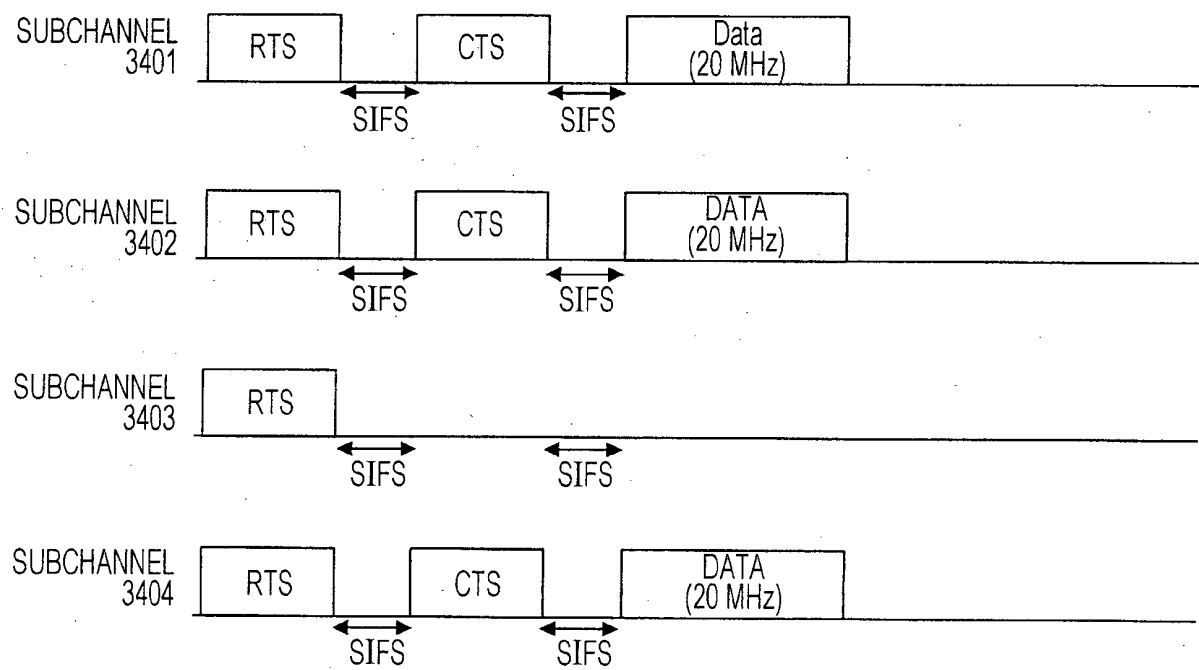 SUBCHANNEL
3401
RTS
CTS
Data
(20 MHz)
SIFS
SIFS
SUBCHANNEL
3402
RTS
CTS
DATA
(20 MHz)
SIFS
SIFS
SUBCHANNEL
3403
RTS
SIFS
SIFS
SUBCHANNEL
3404
RTS
CTS
DATA
(20 MHz)
SIFS
SIFS